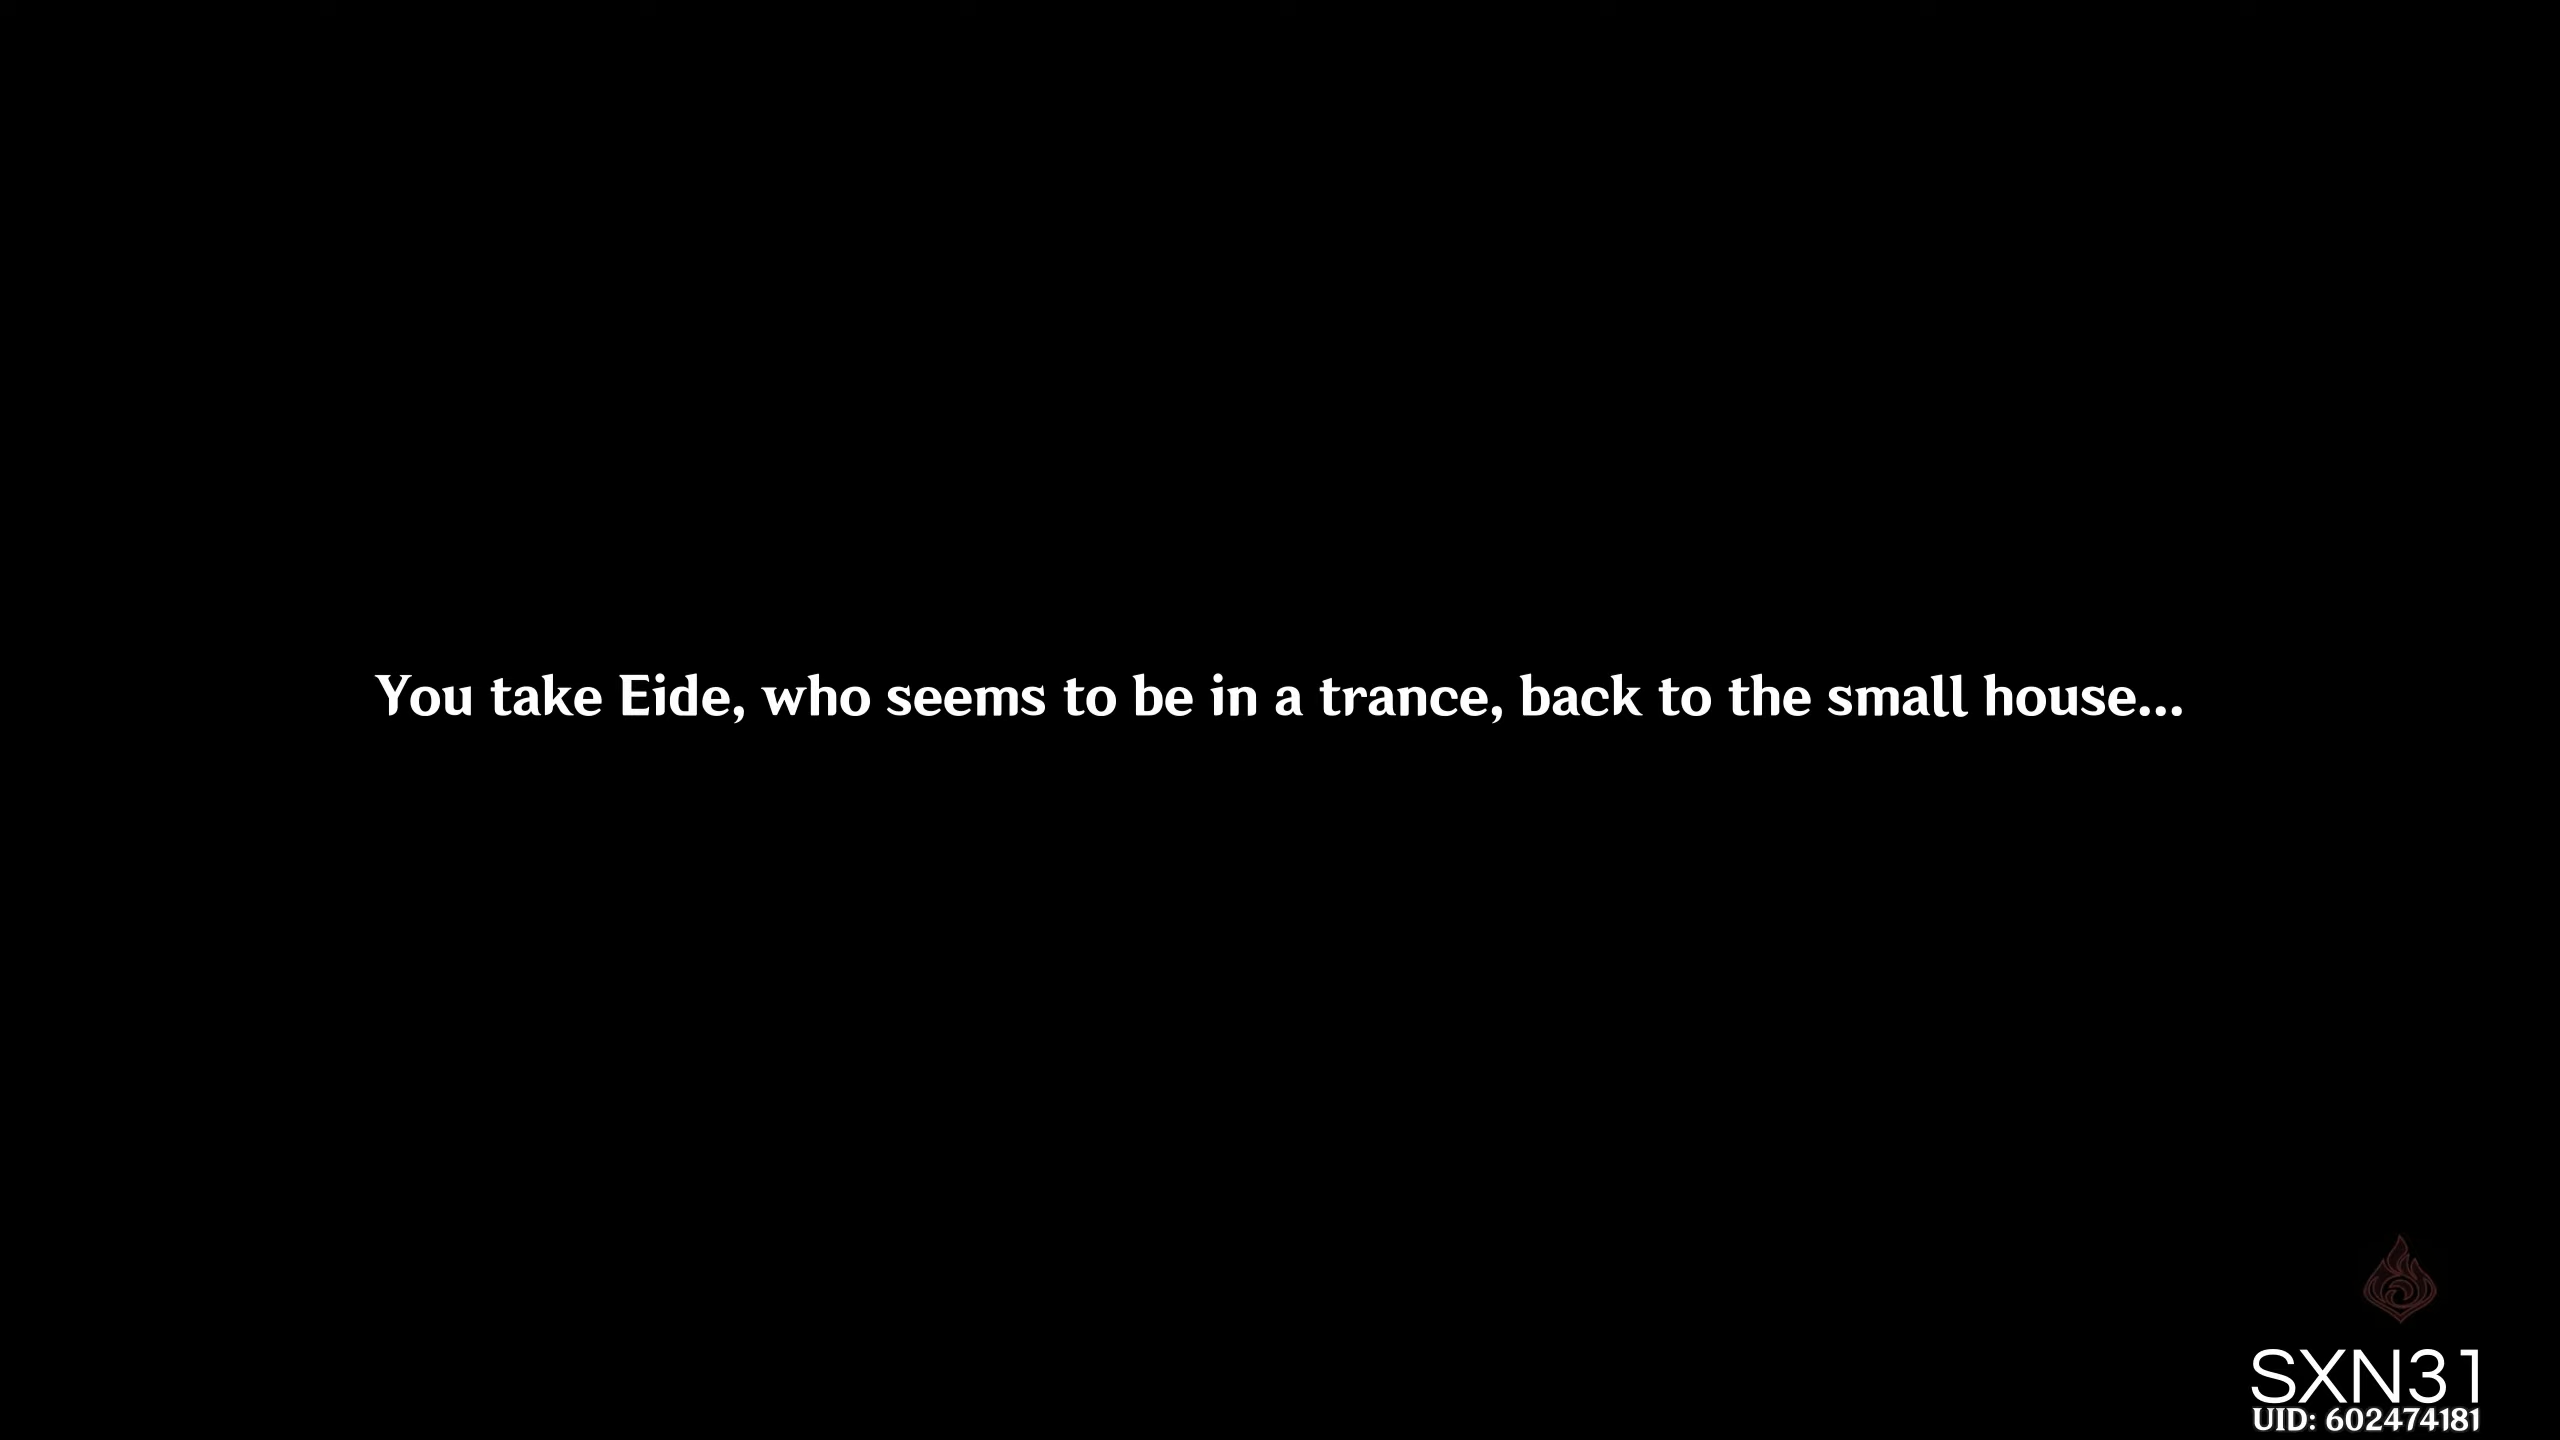 You take Eide, who seems to be in a trance, back to the small house...
SXN31
UID: 602474181